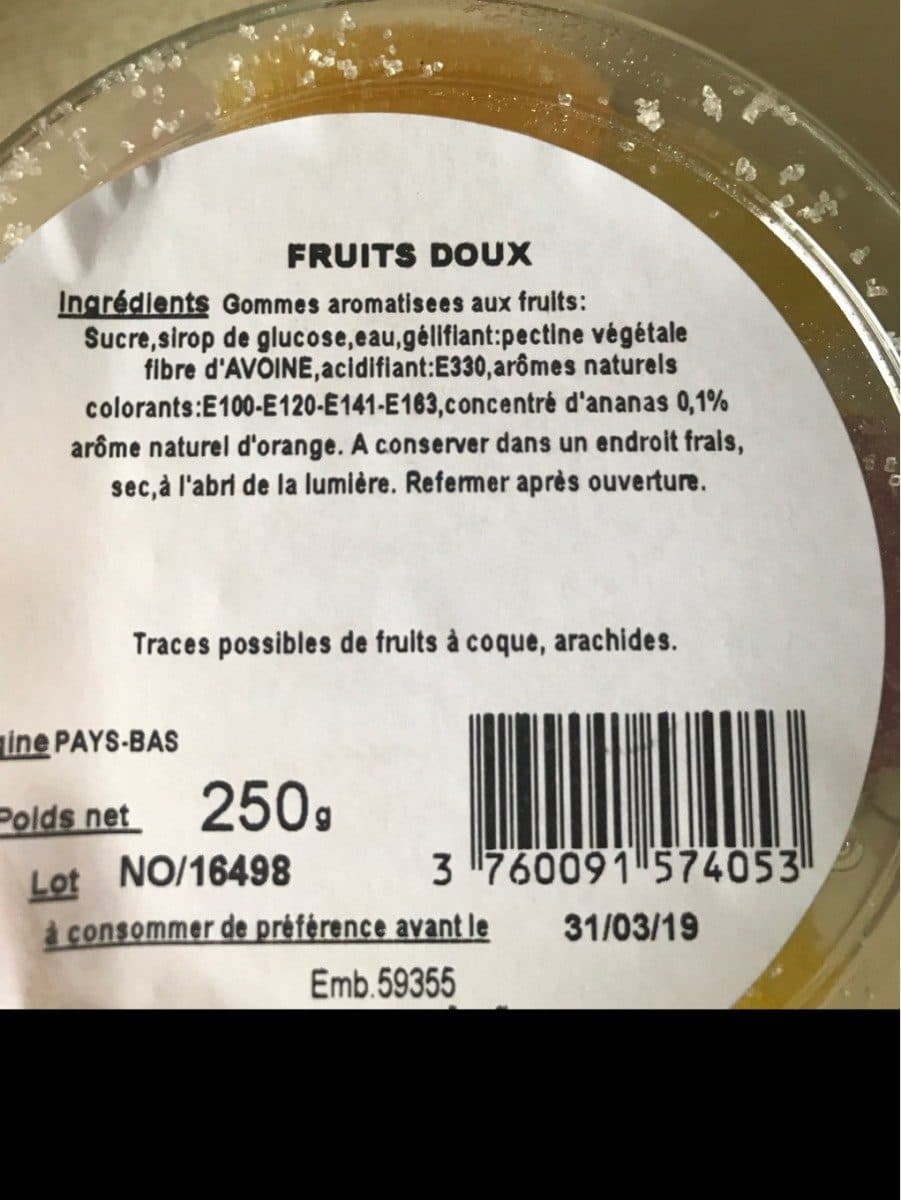 FRUITS DOUX
Ingrédients Gommes aromatisees aux fruits:
Sucre,sirop de glucose,eau,gélifiant:pectine végétale
fibre d'AVOINE,acidifiant:E330,arômes naturels
colorants:E100-E120-E141-E163,concentré d'ananas 0,1%
arôme naturel d'orange. A conserver dans un endroit frais,
sec,à l'abri de la lumière. Refermer après ouverture.
Traces possibles de fruits à coque, arachides.
gine PAYS-BAS
Poids net 250g
Lot NO/16498
3 760091 574053
à consommer de préférence avant le 31/03/19
Emb.59355